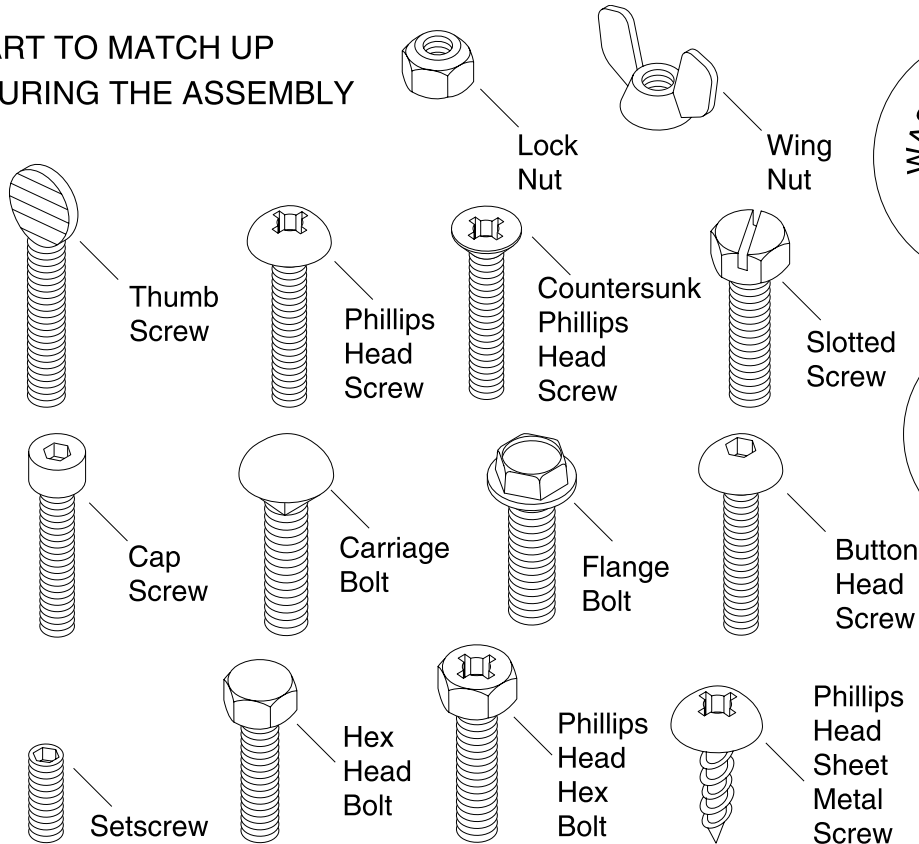 ART TO MATCH UP
URING THE ASSEMBLY
Lock
Nut
Wing
Nut
Thumb
Screw
Phillips
Head
Screw
Countersunk
Phillips
Head
Screw
Slotted
Screw
Cap
Screw
Carriage
Bolt
Flange
Bolt
Button
Head
Screw
Setscrew
Hex
Head
Bolt
Phillips
Head
Hex
Bolt
Phillips
Head
Sheet
Metal
Screw